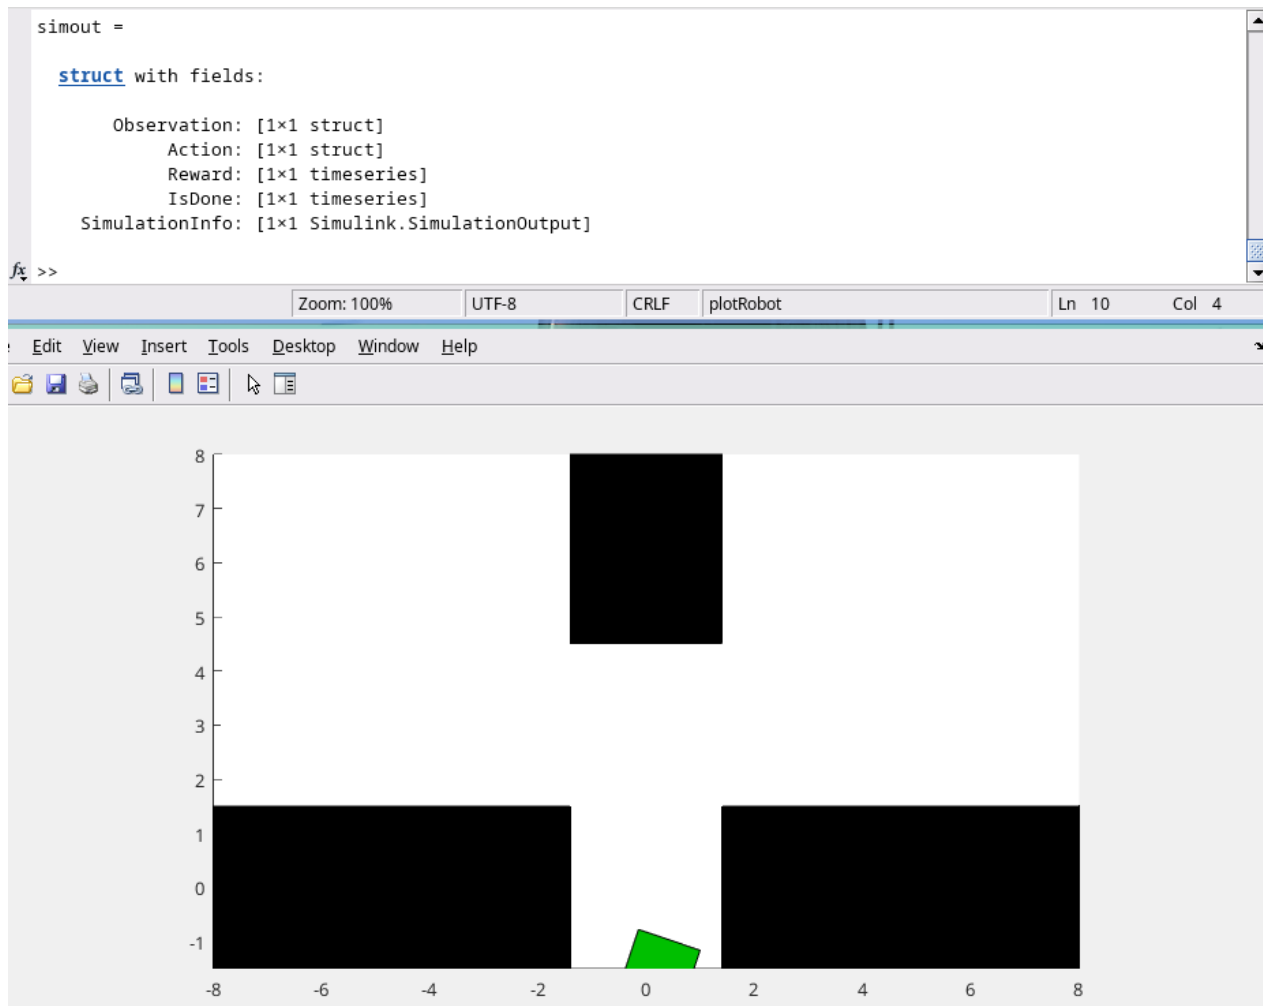 simout =
struct with fields:
Observation: [1×1 struct]
Action: [1×1 struct]
Reward: [1×1 timeseries]
IsDone: [1×1 timeseries]
SimulationInfo: [1×1 Simulink.SimulationOutput]
fx >>
Zoom: 100% UTF-8 CRLF plotRobot Ln 10 Col 4
Edit View Insert Tools Desktop Window Help
8
7
6
5
4
3
2
1
0
-1
-8 -6 -4 -2 0 2 4 6 8